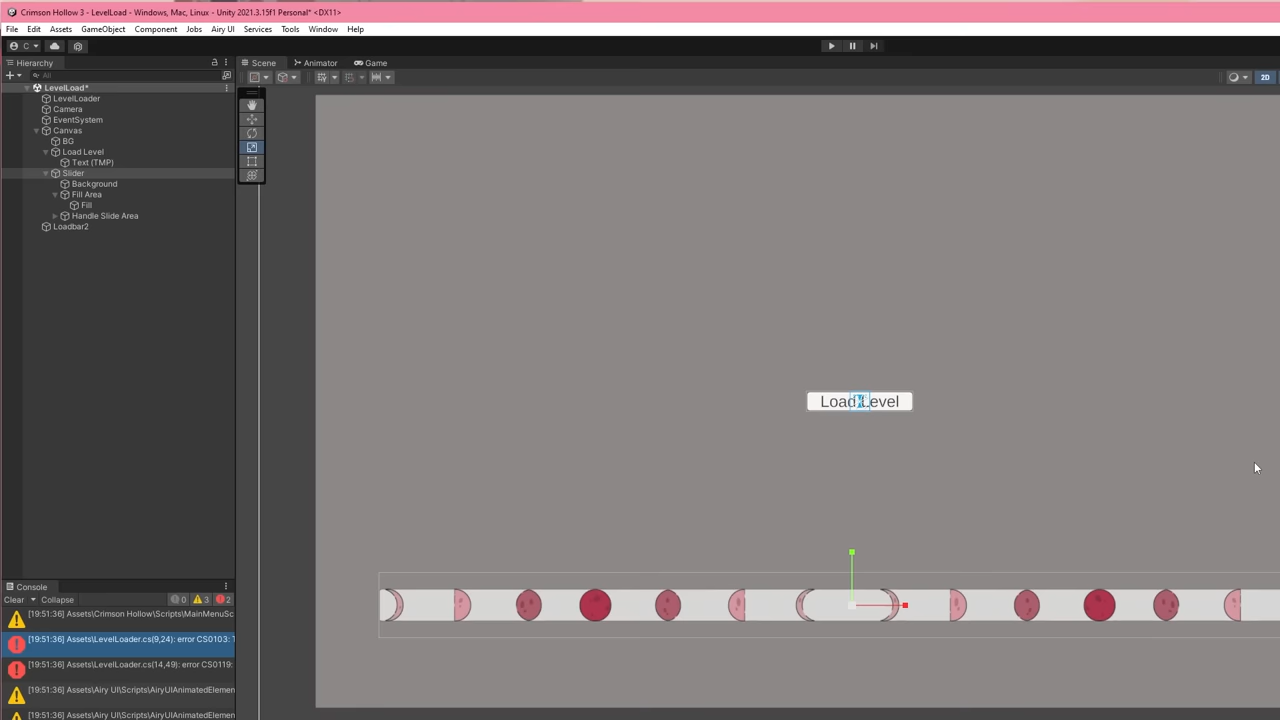 Crimson Hollow 3 - LevelLoad - Windows, Mac, Linux - Unity 2021.3.15f1 Personal* <DX11>
File Edit Assets GameObject Component Jobs Airy UI Services Tools Window Help
C
Hierarchy
Scene Animator Game
All
2D
LevelLoad*
LevelLoader
Camera
EventSystem
Canvas
BG
Load Level
Text (TMP)
Slider
Background
Fill Area
Fill
Handle Slide Area
Loadbar2
Load Level
Console
Clear Collapse 0 3 2
[19:51:36] Assets\Crimson Hollow\Scripts\MainMenuSc
[19:51:36] Assets\LevelLoader.cs(9,24): error CS0103: T
[19:51:36] Assets\LevelLoader.cs(14,49): error CS0119:
[19:51:36] Assets\Airy UI\Scripts\AiryUIAnimatedElemen
[19:51:36] Assets\Airy UI\Scripts\AiryUIAnimatedElemen